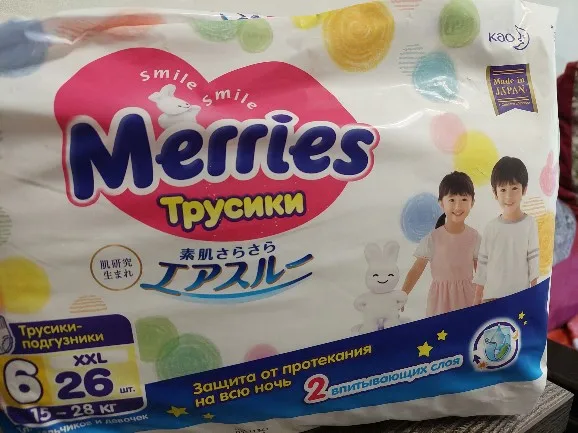 Kao
Made in
JAPAN
Smile Smile
Merries
Трусики
素肌さらさら
エアスルー
肌研究
生まれ
Трусики-
подгузники
6
XXL
26 шт.
15 – 28 кг
и девочек
Защита от протекания
на всю ночь
2 впитывающих слоя